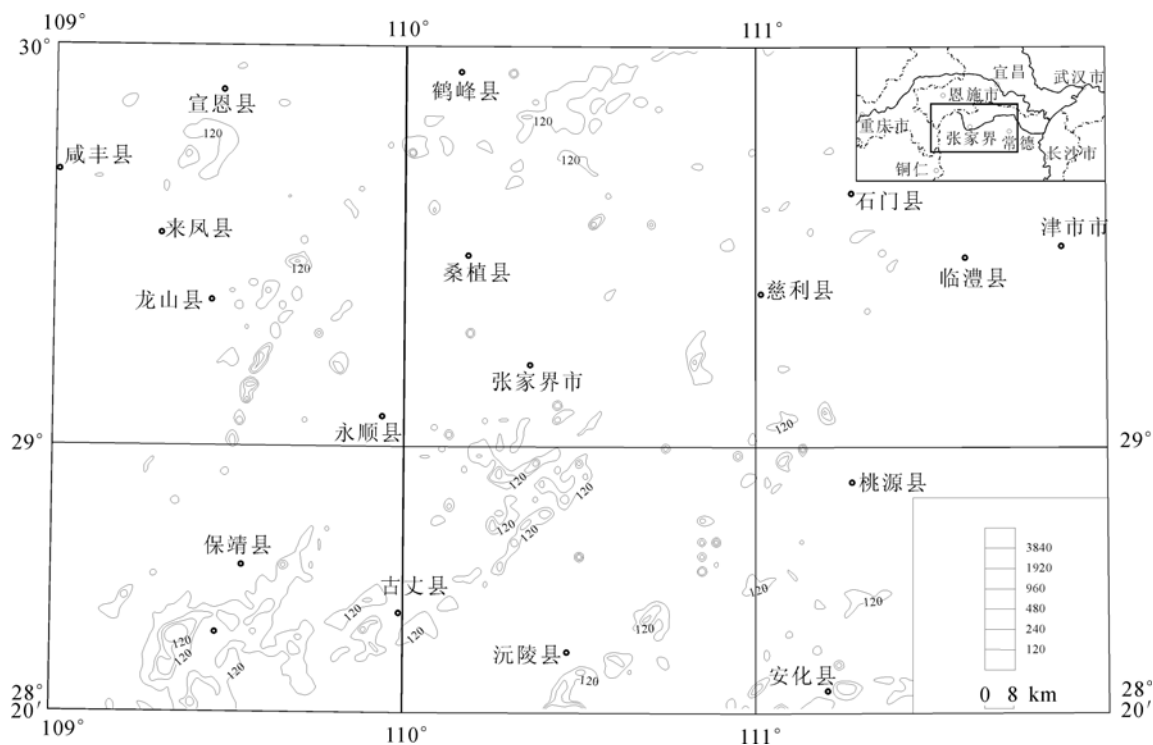 109°
110°
111°
30°
宣恩县
鹤峰县
宜昌
武汉市
恩施市
120
120
重庆市
张家界
常德
长沙市
咸丰县
120
铜仁
石门县
来凤县
津市市
120
桑植县
临澧县
龙山县
慈利县
张家界市
永顺县
120
29°
29°
120
120
桃源县
120
120
保靖县
3840
1920
古丈县
120
960
120
120
480
120
120
120
240
120
120
120
沅陵县
120
安化县
0 8 km
28°
20′
28°
20′
109°
110°
111°